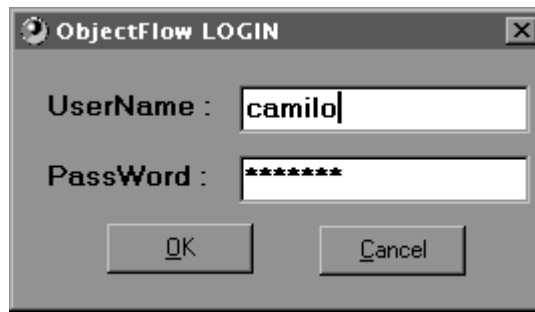 ObjectFlow LOGIN
UserName : camilo
PassWord : *******
OK Cancel